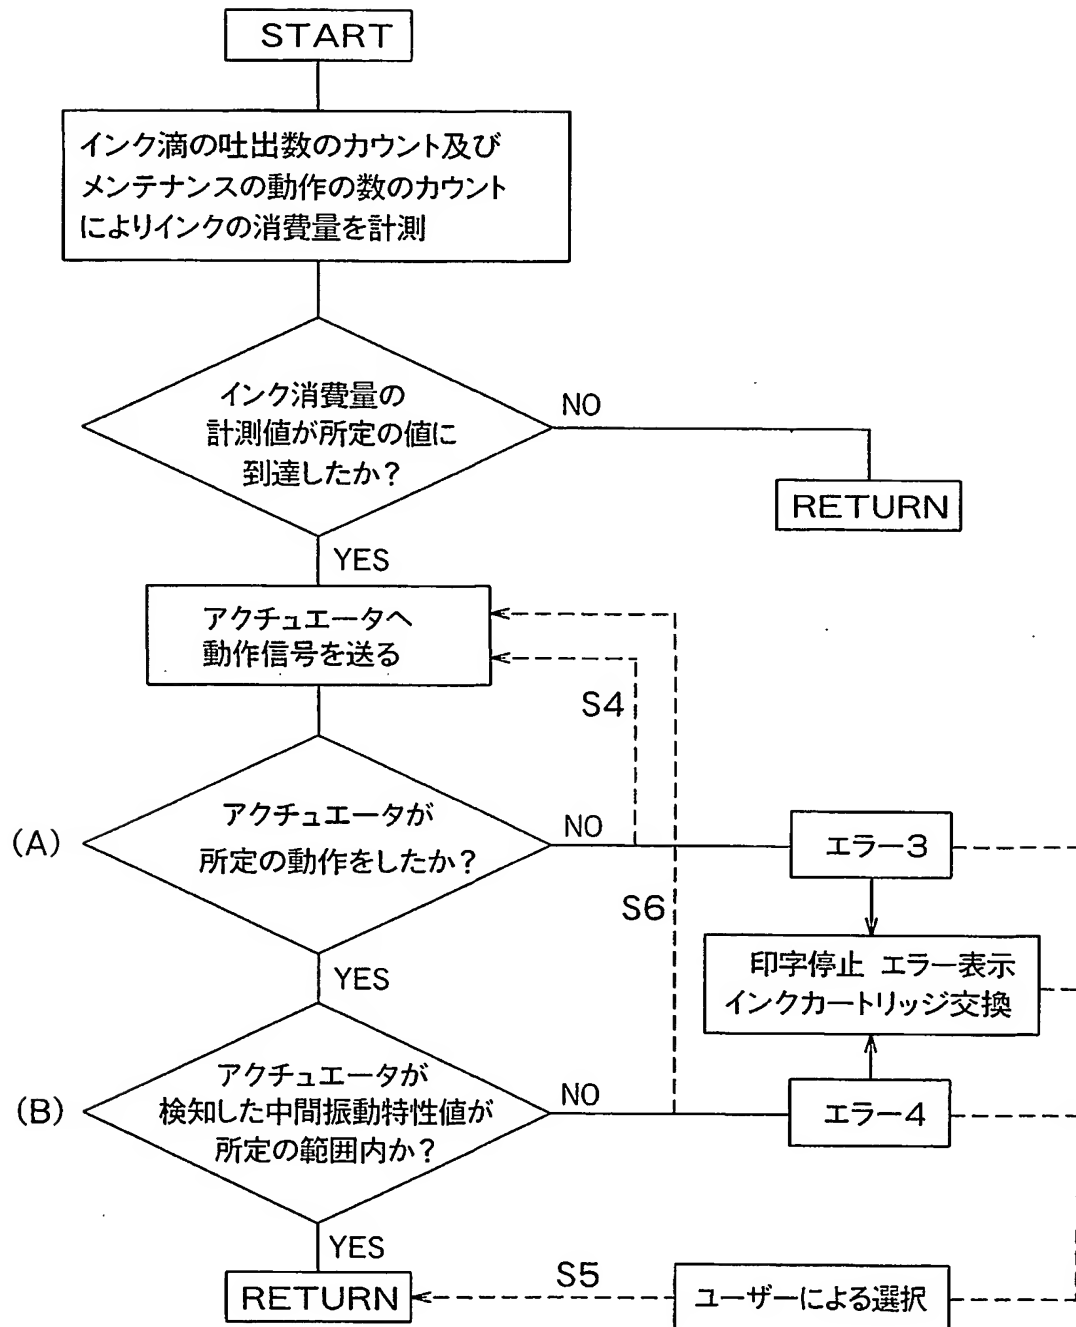 START
インク滴の吐出数のカウント及び
メンテナンスの動作の数のカウント
によりインクの消費量を計測
インク消費量の
計測値が所定の値に
到達したか?
NO
RETURN
YES
アクチュエータへ
動作信号を送る
S4
(A)
アクチュエータが
所定の動作をしたか?
NO
エラー3
S6
YES
印字停止 エラー表示
インクカートリッジ交換
(B)
アクチュエータが
検知した中間振動特性値が
所定の範囲内か?
NO
エラー4
YES
RETURN
S5
ユーザーによる選択